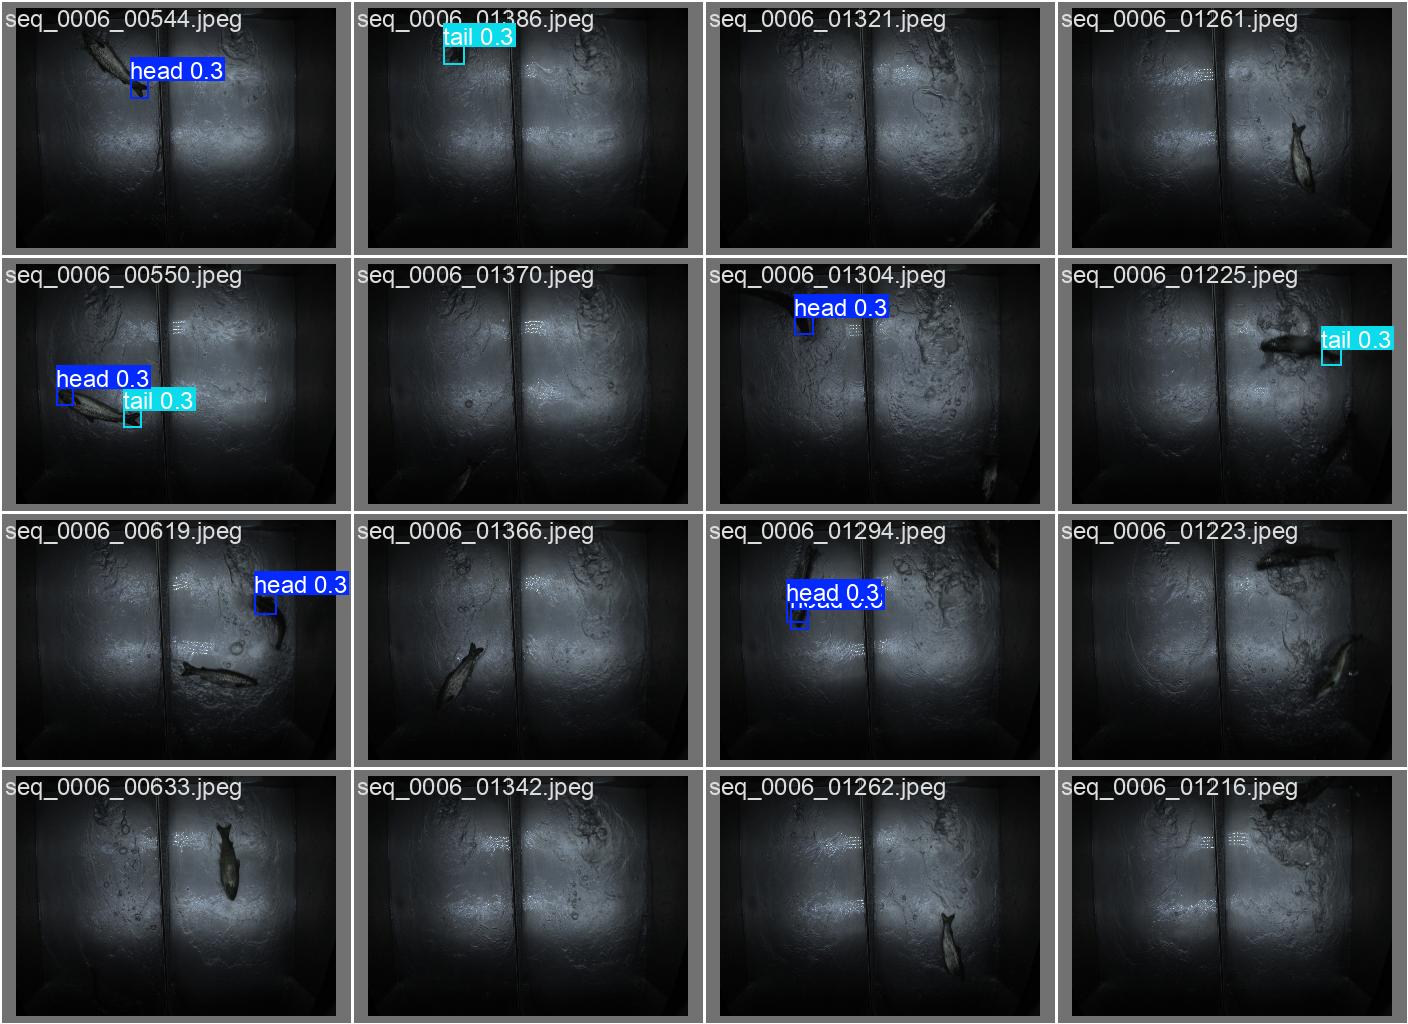 seq_0006_00544.jpeg
head 0.3
seq_0006_01386.jpeg
tail 0.3
seq_0006_01321.jpeg
seq_0006_01261.jpeg
seq_0006_00550.jpeg
head 0.3
tail 0.3
seq_0006_01370.jpeg
seq_0006_01304.jpeg
head 0.3
seq_0006_01225.jpeg
tail 0.3
seq_0006_00619.jpeg
head 0.3
seq_0006_01366.jpeg
seq_0006_01294.jpeg
head 0.3
seq_0006_01223.jpeg
seq_0006_00633.jpeg
seq_0006_01342.jpeg
seq_0006_01262.jpeg
seq_0006_01216.jpeg